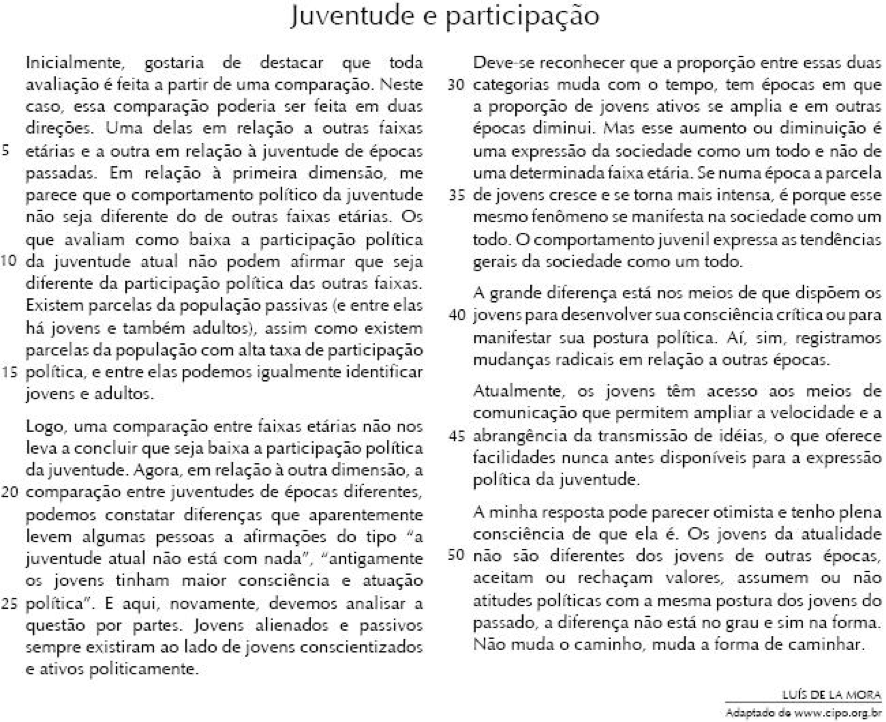 Juventude e participação
Inicialmente, gostaria de destacar que toda
avaliação é feita a partir de uma comparação. Neste
caso, essa comparação poderia ser feita em duas
direções. Uma delas em relação a outras faixas
5 etárias e a outra em relação à juventude de épocas
passadas. Em relação à primeira dimensão, me
parece que o comportamento político da juventude
não seja diferente do de outras faixas etárias. Os
que avaliam como baixa a participação política
10 da juventude atual não podem afirmar que seja
diferente da participação política das outras faixas.
Existem parcelas da população passivas (e entre elas
há jovens e também adultos), assim como existem
parcelas da população com alta taxa de participação
15 política, e entre elas podemos igualmente identificar
jovens e adultos.
Logo, uma comparação entre faixas etárias não nos
leva a concluir que seja baixa a participação política
da juventude. Agora, em relação à outra dimensão, a
20 comparação entre juventudes de épocas diferentes,
podemos constatar diferenças que aparentemente
levem algumas pessoas a afirmações do tipo “a
juventude atual não está com nada”, “antigamente
os jovens tinham maior consciência e atuação
25 política”. E aqui, novamente, devemos analisar a
questão por partes. Jovens alienados e passivos
sempre existiram ao lado de jovens conscientizados
e ativos politicamente.
Deve-se reconhecer que a proporção entre essas duas
30 categorias muda com o tempo, tem épocas em que
a proporção de jovens ativos se amplia e em outras
épocas diminui. Mas esse aumento ou diminuição é
uma expressão da sociedade como um todo e não de
uma determinada faixa etária. Se numa época a parcela
35 de jovens cresce e se torna mais intensa, é porque esse
mesmo fenômeno se manifesta na sociedade como um
todo. O comportamento juvenil expressa as tendências
gerais da sociedade como um todo.
A grande diferença está nos meios de que dispõem os
40 jovens para desenvolver sua consciência crítica ou para
manifestar sua postura política. Aí, sim, registramos
mudanças radicais em relação a outras épocas.
Atualmente, os jovens têm acesso aos meios de
comunicação que permitem ampliar a velocidade e a
45 abrangência da transmissão de idéias, o que oferece
facilidades nunca antes disponíveis para a expressão
política da juventude.
A minha resposta pode parecer otimista e tenho plena
consciência de que ela é. Os jovens da atualidade
50 não são diferentes dos jovens de outras épocas,
aceitam ou rechaçam valores, assumem ou não
atitudes políticas com a mesma postura dos jovens do
passado, a diferença não está no grau e sim na forma.
Não muda o caminho, muda a forma de caminhar.
LUÍS DE LA MORA
Adaptado de www.cipo.org.br